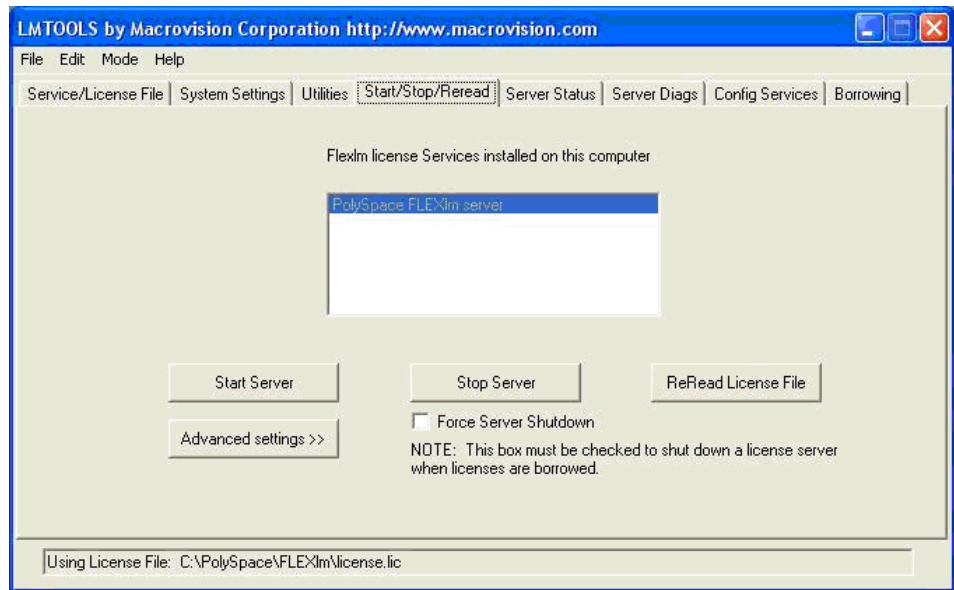 LMTOOLS by Macrovision Corporation http://www.macrovision.com
File Edit Mode Help
Service/License File System Settings Utilities Start/Stop/Reread Server Status Server Diags Config Services Borrowing
Flexlm license Services installed on this computer
PolySpace FLEXlm server
Start Server Stop Server ReRead License File
Force Server Shutdown
Advanced settings >>
NOTE: This box must be checked to shut down a license server
when licenses are borrowed.
Using License File: C:\PolySpace\FLEXlm\license.lic